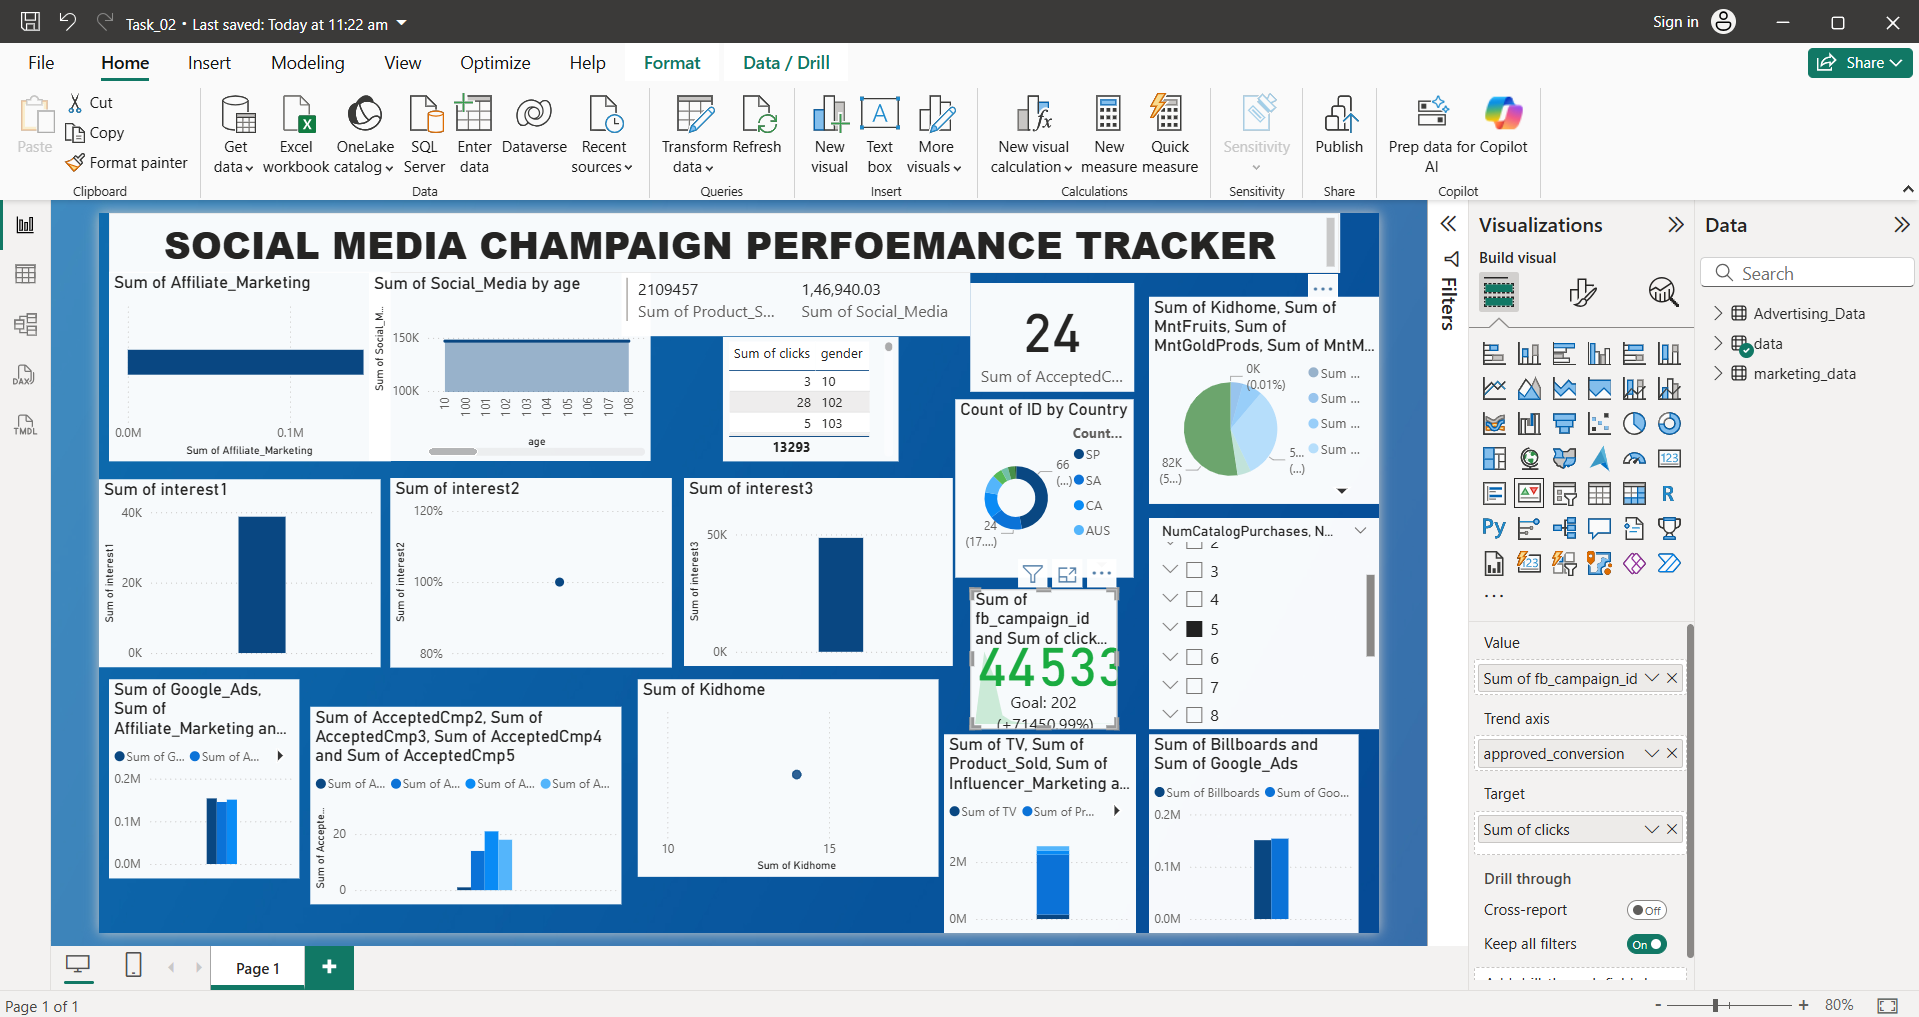 Task_02 • Last saved: Today at 11:22 am
Sign in
File Home Insert Modeling View Optimize Help Format Data / Drill
Share
Paste
Cut
Copy
Format painter
Clipboard
Get data
Excel workbook
OneLake catalog
SQL Server
Enter data
Dataverse
Recent sources
Data
Transform data
Refresh
Queries
New visual
Text box
More visuals
Insert
New visual calculation
New measure
Quick measure
Calculations
Sensitivity
Sensitivity
Publish
Share
Prep data for AI
Copilot
Copilot
DAX
TMDL
SOCIAL MEDIA CHAMPAIGN PERFOEMANCE TRACKER
Sum of Affiliate_Marketing
0.0M 0.1M
Sum of Affiliate_Marketing
Sum of Social_Media by age
Sum of Social_M...
150K
100K
10 100 101 102 103 104 105 106 107 108
age
2109457
Sum of Product_S...
1,46,940.03
Sum of Social_Media
Sum of clicks gender
3 10
28 102
5 103
13293
24
Sum of AcceptedC...
Sum of Kidhome, Sum of
MntFruits, Sum of
MntGoldProds, Sum of MntM...
0K
(0.01%)
82K
(5...)
5...
(...)
Sum ...
Sum ...
Sum ...
Sum ...
Count of ID by Country
Count...
SP
SA
CA
AUS
66
(...)
24
(17....)
Sum of interest1
Sum of interest1
40K
20K
0K
Sum of interest2
Sum of interest2
120%
100%
80%
Sum of interest3
Sum of interest3
50K
0K
NumCatalogPurchases, N...
2
3
4
5
6
7
8
Sum of
fb_campaign_id
and Sum of click...
44533
Goal: 202
(+71450.99%)
Sum of Google_Ads,
Sum of
Affiliate_Marketing an...
Sum of G... Sum of A...
0.2M
0.1M
0.0M
Sum of AcceptedCmp2, Sum of
AcceptedCmp3, Sum of AcceptedCmp4
and Sum of AcceptedCmp5
Sum of A... Sum of A... Sum of A... Sum of A...
Sum of Accepte...
20
0
Sum of Kidhome
10 15
Sum of Kidhome
Sum of TV, Sum of
Product_Sold, Sum of
Influencer_Marketing a...
Sum of TV Sum of Pr...
2M
0M
Sum of Billboards and
Sum of Google_Ads
Sum of Billboards Sum of Goo...
0.2M
0.1M
0.0M
Filters
Visualizations
Build visual
123
R
Py
123
...
Value
Sum of fb_campaign_id
Trend axis
approved_conversion
Target
Sum of clicks
Drill through
Cross-report
Off
Keep all filters
On
Data
Search
Advertising_Data
data
marketing_data
Page 1
Page 1 of 1
- + 80%